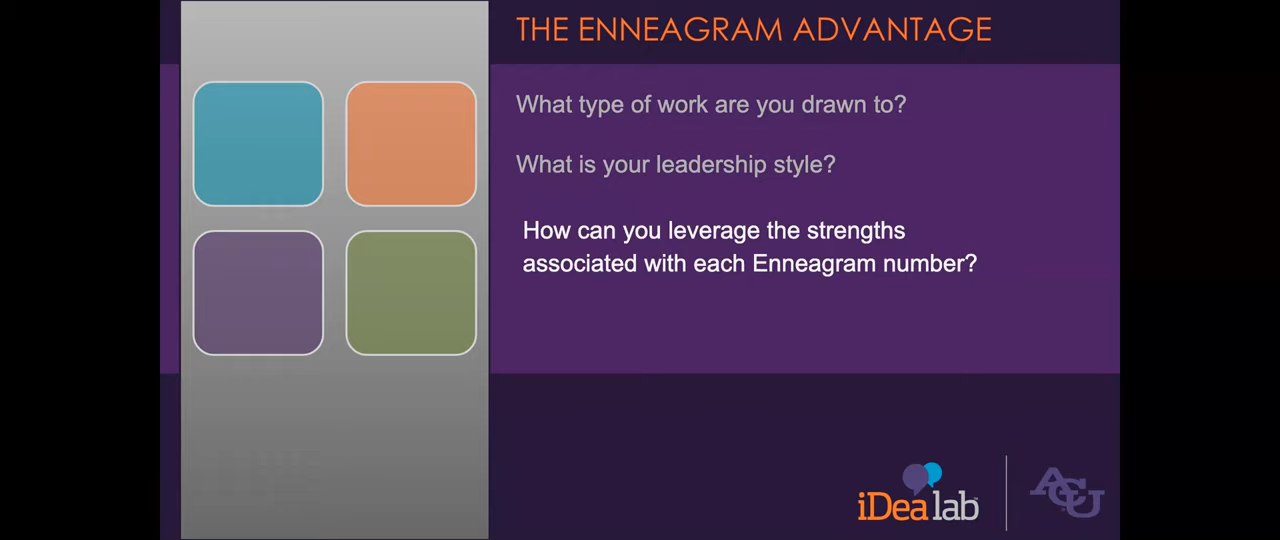 THE ENNEAGRAM ADVANTAGE
What type of work are you drawn to?
What is your leadership style?
How can you leverage the strengths
associated with each Enneagram number?
iDea lab
ACU